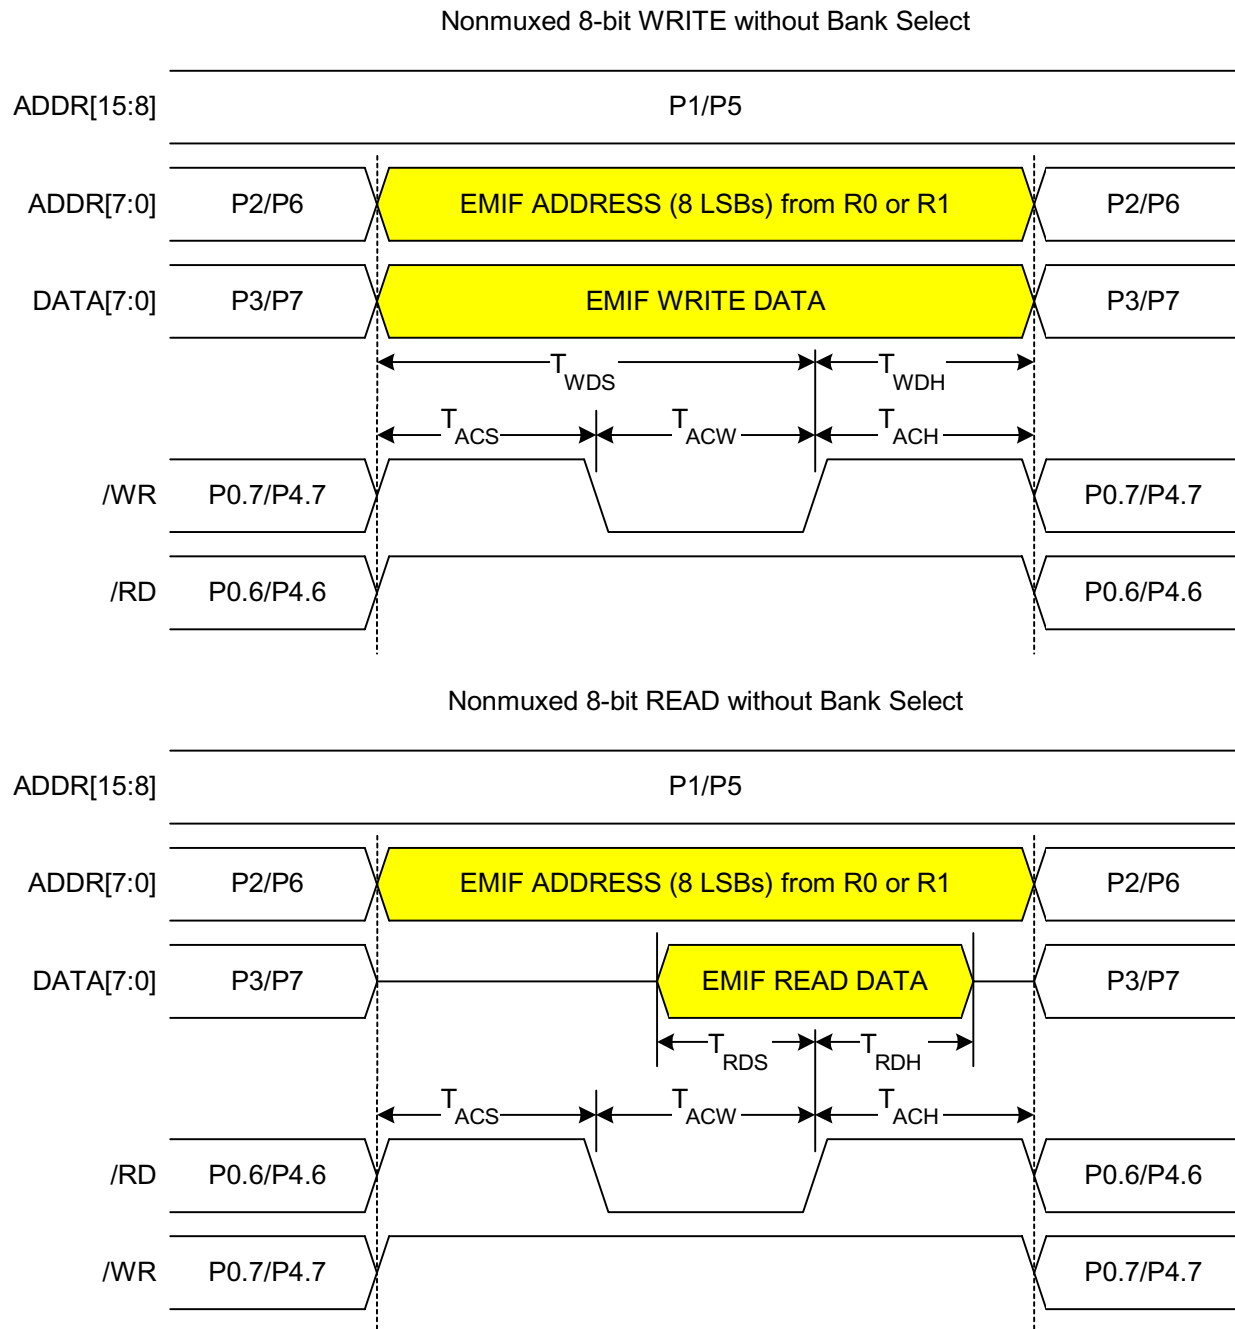 Nonmuxed 8-bit WRITE without Bank Select
ADDR[15:8] P1/P5
ADDR[7:0] P2/P6 EMIF ADDRESS (8 LSBs) from R0 or R1 P2/P6
DATA[7:0] P3/P7 EMIF WRITE DATA P3/P7
TWDS TWDH
TACS TACW TACH
/WR P0.7/P4.7 P0.7/P4.7
/RD P0.6/P4.6 P0.6/P4.6
Nonmuxed 8-bit READ without Bank Select
ADDR[15:8] P1/P5
ADDR[7:0] P2/P6 EMIF ADDRESS (8 LSBs) from R0 or R1 P2/P6
DATA[7:0] P3/P7 EMIF READ DATA P3/P7
TRDS TRDH
TACS TACW TACH
/RD P0.6/P4.6 P0.6/P4.6
/WR P0.7/P4.7 P0.7/P4.7